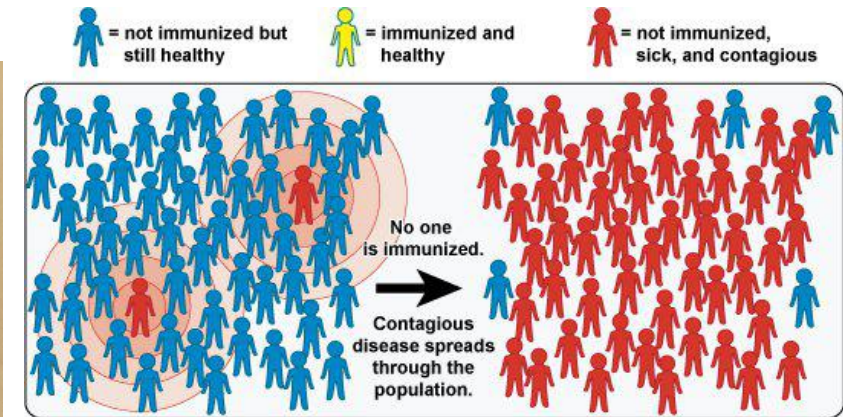 = not immunized but
still healthy
= immunized and
healthy
= not immunized,
sick, and contagious
No one
is immunized.
Contagious
disease spreads
through the
population.